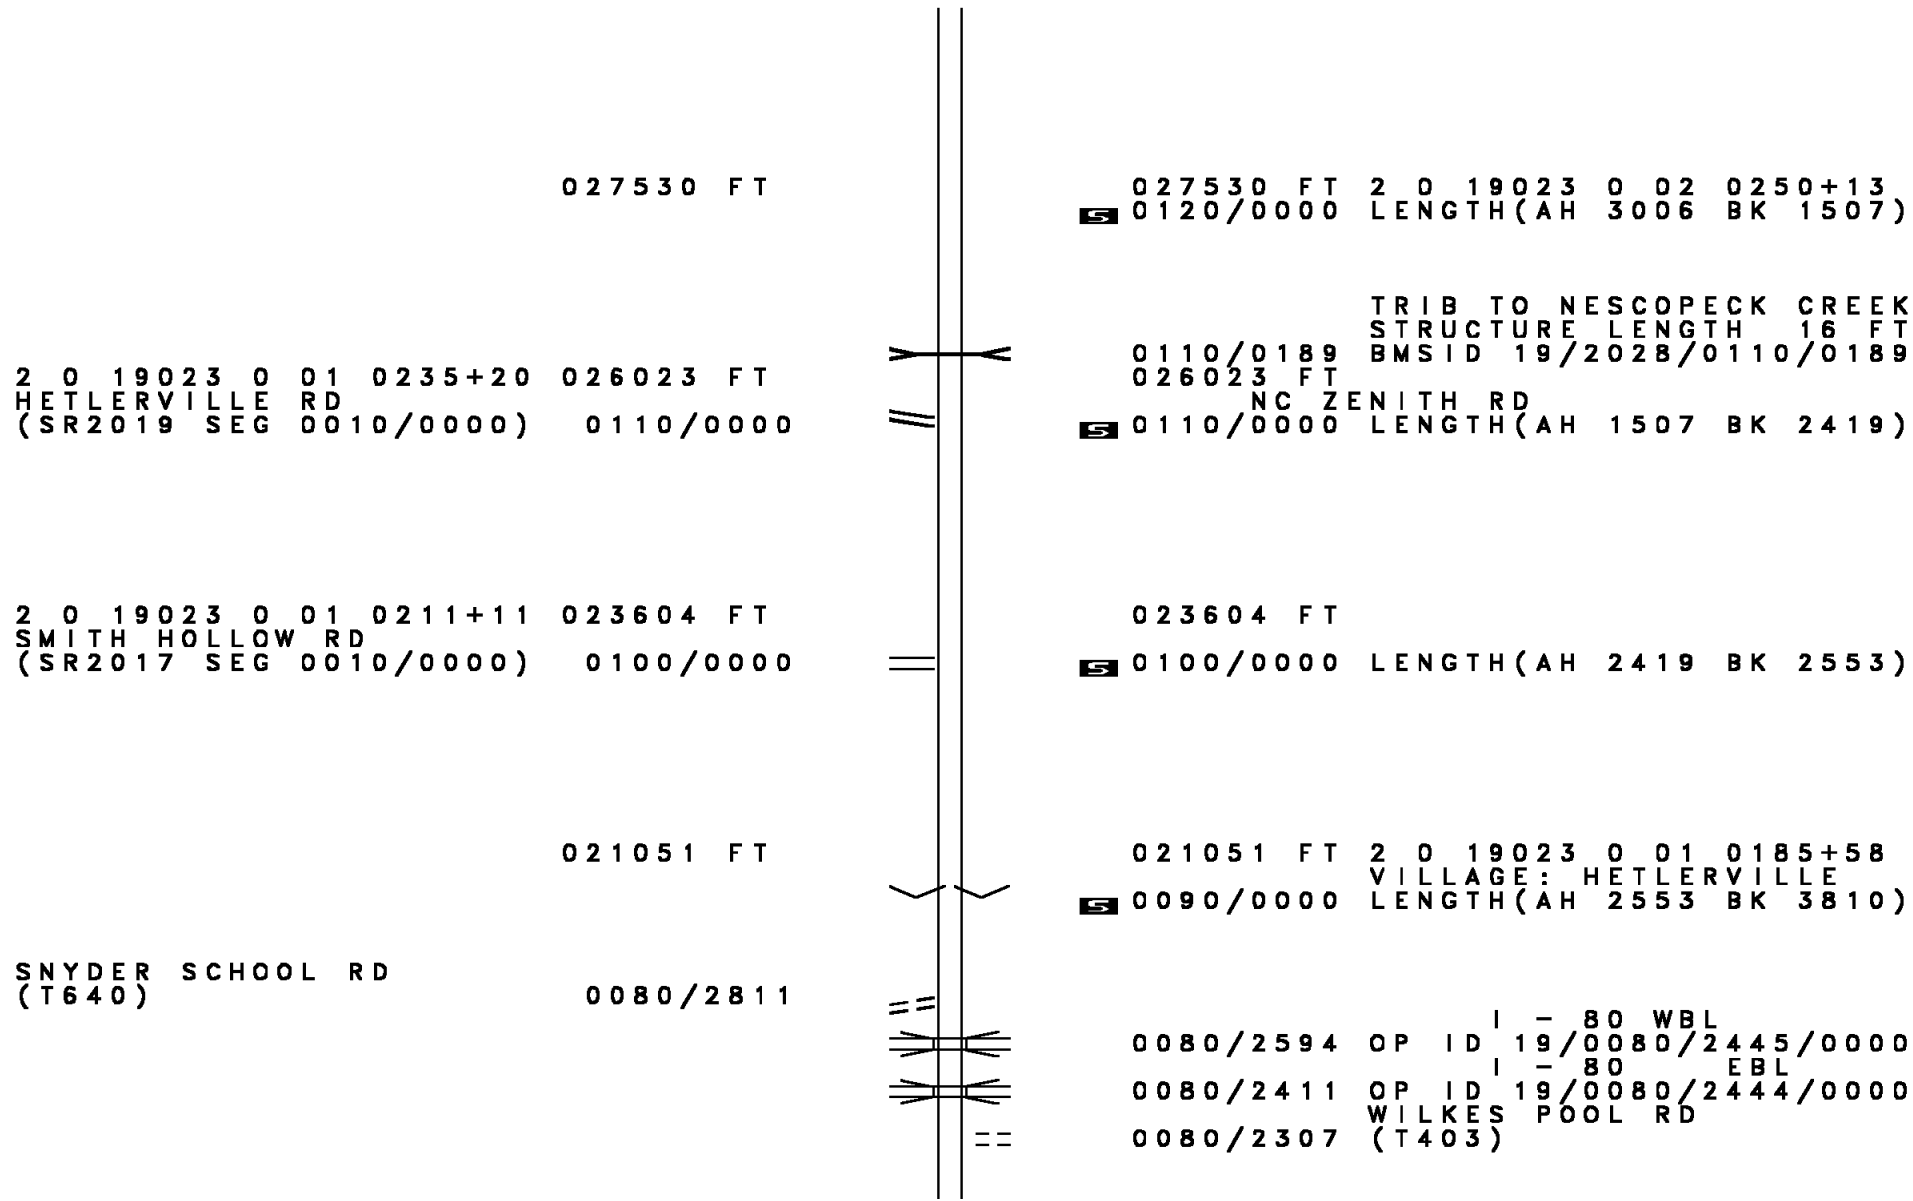 027530 FT 027530 FT 2 0 19023 0 02 0250+13
S 0120/0000 LENGTH(AH 3006 BK 1507)
TRIB TO NESCOPECK CREEK
STRUCTURE LENGTH 16 FT
0110/0189 BMSID 19/2028/0110/0189
2 0 19023 0 01 0235+20 026023 FT 026023 FT
HETLERVILLE RD NC ZENITH RD
(SR2019 SEG 0010/0000) 0110/0000 S 0110/0000 LENGTH(AH 1507 BK 2419)
2 0 19023 0 01 0211+11 023604 FT 023604 FT
SMITH HOLLOW RD
(SR2017 SEG 0010/0000) 0100/0000 S 0100/0000 LENGTH(AH 2419 BK 2553)
021051 FT 021051 FT 2 0 19023 0 01 0185+58
VILLAGE: HETLERVILLE
S 0090/0000 LENGTH(AH 2553 BK 3810)
SNYDER SCHOOL RD
(T640) 0080/2811
I - 80 WBL
0080/2594 OP ID 19/0080/2445/0000
I - 80 EBL
0080/2411 OP ID 19/0080/2444/0000
WILKES POOL RD
0080/2307 (T403)